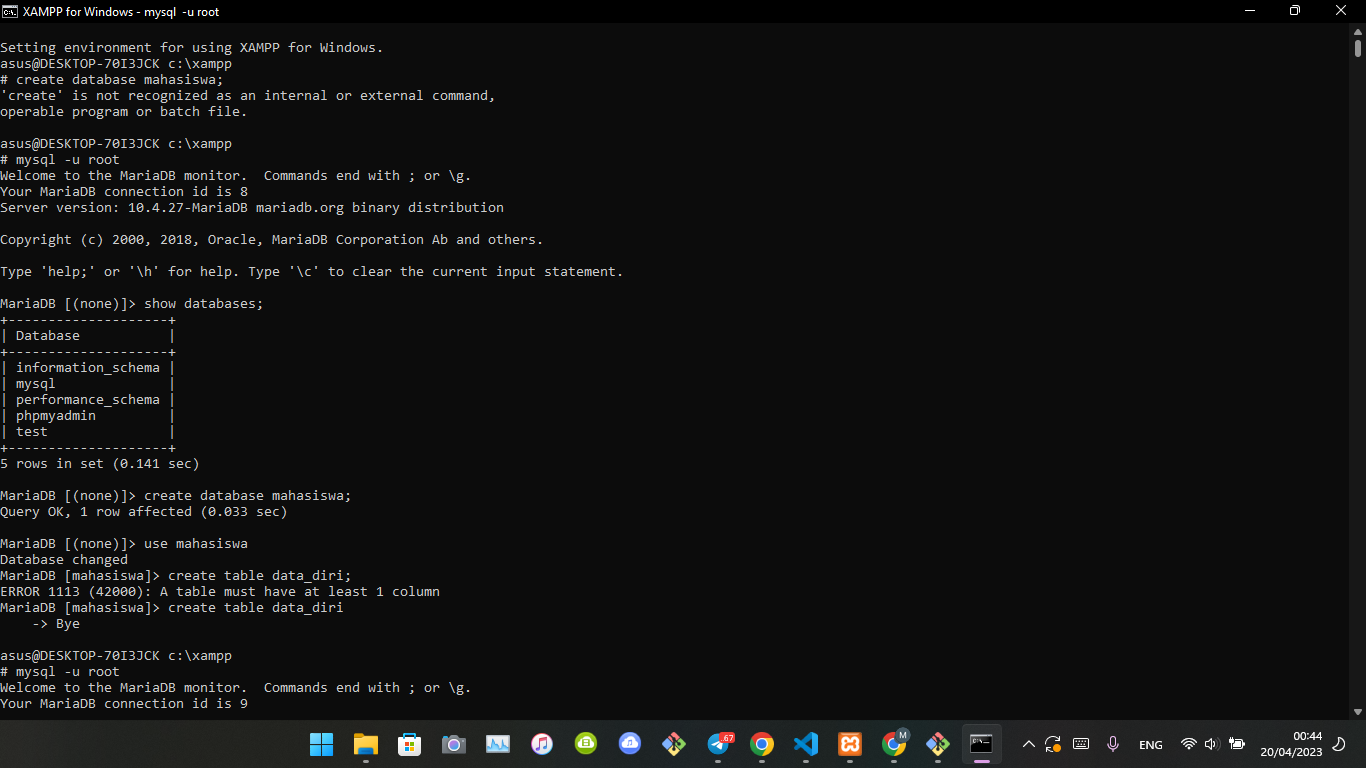 XAMPP for Windows - mysql  -u root
Setting environment for using XAMPP for Windows.
asus@DESKTOP-70I3JCK c:\xampp
# create database mahasiswa;
'create' is not recognized as an internal or external command,
operable program or batch file.
asus@DESKTOP-70I3JCK c:\xampp
# mysql -u root
Welcome to the MariaDB monitor.  Commands end with ; or \g.
Your MariaDB connection id is 8
Server version: 10.4.27-MariaDB mariadb.org binary distribution
Copyright (c) 2000, 2018, Oracle, MariaDB Corporation Ab and others.
Type 'help;' or '\h' for help. Type '\c' to clear the current input statement.
MariaDB [(none)]> show databases;
+--------------------+
| Database           |
+--------------------+
| information_schema |
| mysql              |
| performance_schema |
| phpmyadmin         |
| test               |
+--------------------+
5 rows in set (0.141 sec)
MariaDB [(none)]> create database mahasiswa;
Query OK, 1 row affected (0.033 sec)
MariaDB [(none)]> use mahasiswa
Database changed
MariaDB [mahasiswa]> create table data_diri;
ERROR 1113 (42000): A table must have at least 1 column
MariaDB [mahasiswa]> create table data_diri
    -> Bye
asus@DESKTOP-70I3JCK c:\xampp
# mysql -u root
Welcome to the MariaDB monitor.  Commands end with ; or \g.
Your MariaDB connection id is 9
67
M
ENG
00:44
20/04/2023